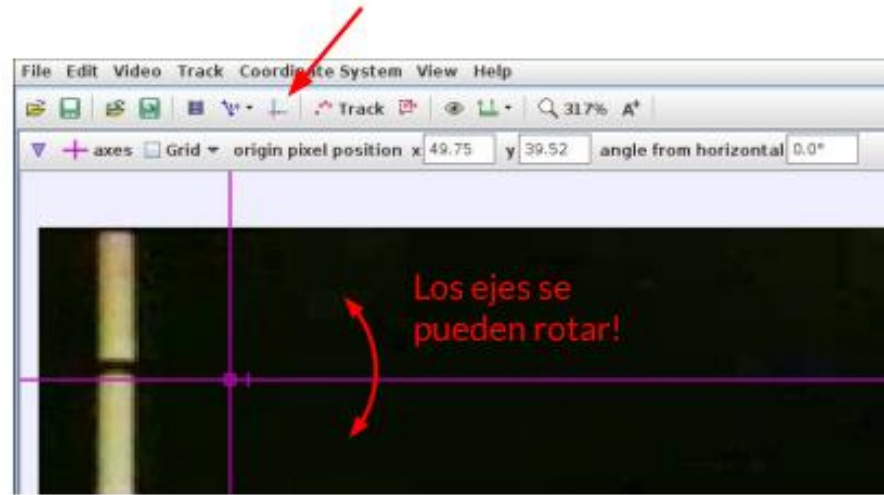 File Edit Video Track Coordinate System View Help
Track 317% A+
axes Grid origin pixel position x 49.75 y 39.52 angle from horizontal 0.0°
Los ejes se
pueden rotar!